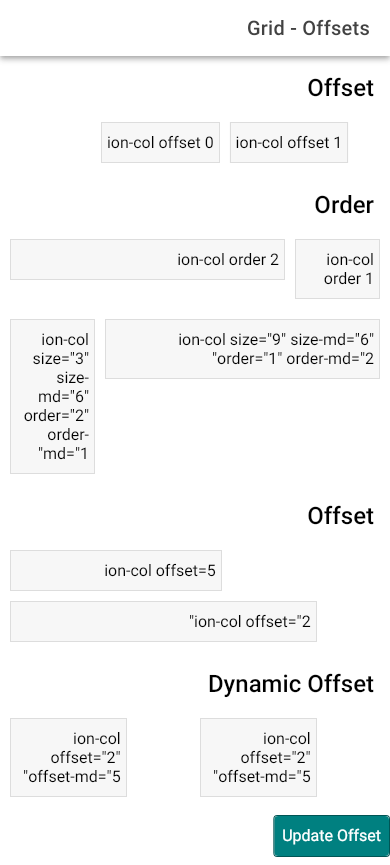 Grid - Offsets
Offset
ion-col offset 0
ion-col offset 1
Order
ion-col order 2
ion-col
order 1
ion-col
size="3"
size-
md="6"
order="2"
order-
"md="1
ion-col size="9" size-md="6"
"order="1" order-md="2
Offset
ion-col offset=5
"ion-col offset="2
Dynamic Offset
ion-col
offset="2"
"offset-md="5
ion-col
offset="2"
"offset-md="5
Update Offset